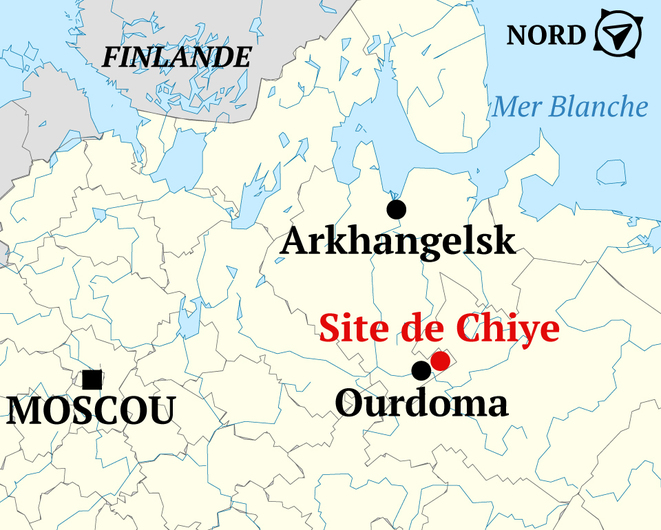 NORD
FINLANDE
Mer Blanche
Arkhangelsk
Site de Chiye
Ourdoma
MOSCOU